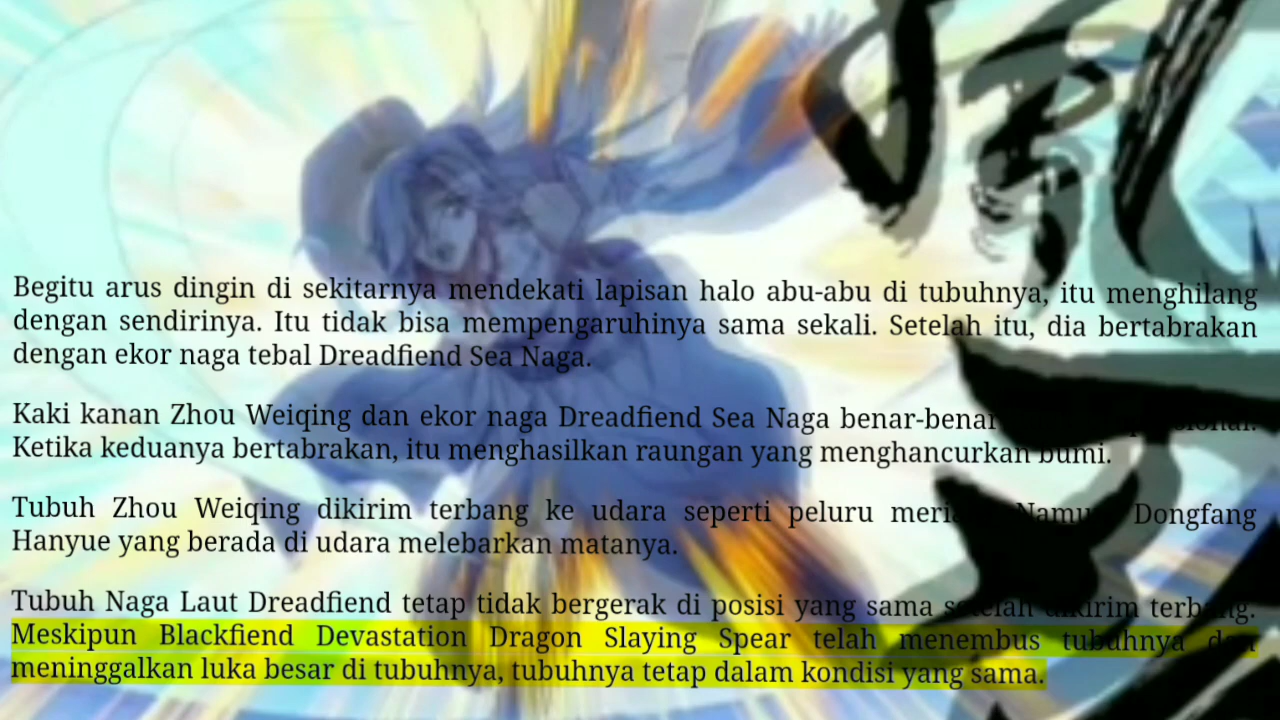 Begitu arus dingin di sekitarnya mendekati lapisan halo abu-abu di tubuhnya, itu menghilang
dengan sendirinya. Itu tidak bisa mempengaruhinya sama sekali. Setelah itu, dia bertabrakan
dengan ekor naga tebal Dreadfiend Sea Naga.
Kaki kanan Zhou Weiqing dan ekor naga Dreadfiend Sea Naga benar-benar
Ketika keduanya bertabrakan, itu menghasilkan raungan yang menghancurkan bumi.
Tubuh Zhou Weiqing dikirim terbang ke udara seperti peluru meriam. Namun, Dongfang
Hanyue yang berada di udara melebarkan matanya.
Tubuh Naga Laut Dreadfiend tetap tidak bergerak di posisi yang sama setelah dikirim terbang.
Meskipun Blackfiend Devastation Dragon Slaying Spear telah menembus tubuhnya dan
meninggalkan luka besar di tubuhnya, tubuhnya tetap dalam kondisi yang sama.